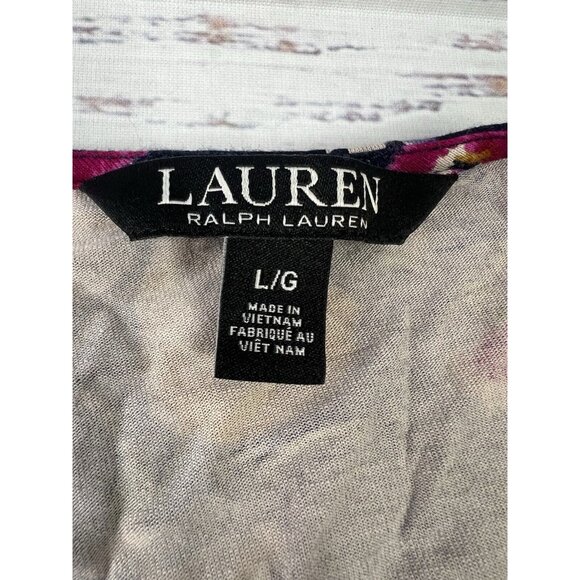 LAUREN
RALPH LAUREN
L/G
MADE IN
VIETNAM
FABRIQUÉ AU
VIÊT NAM